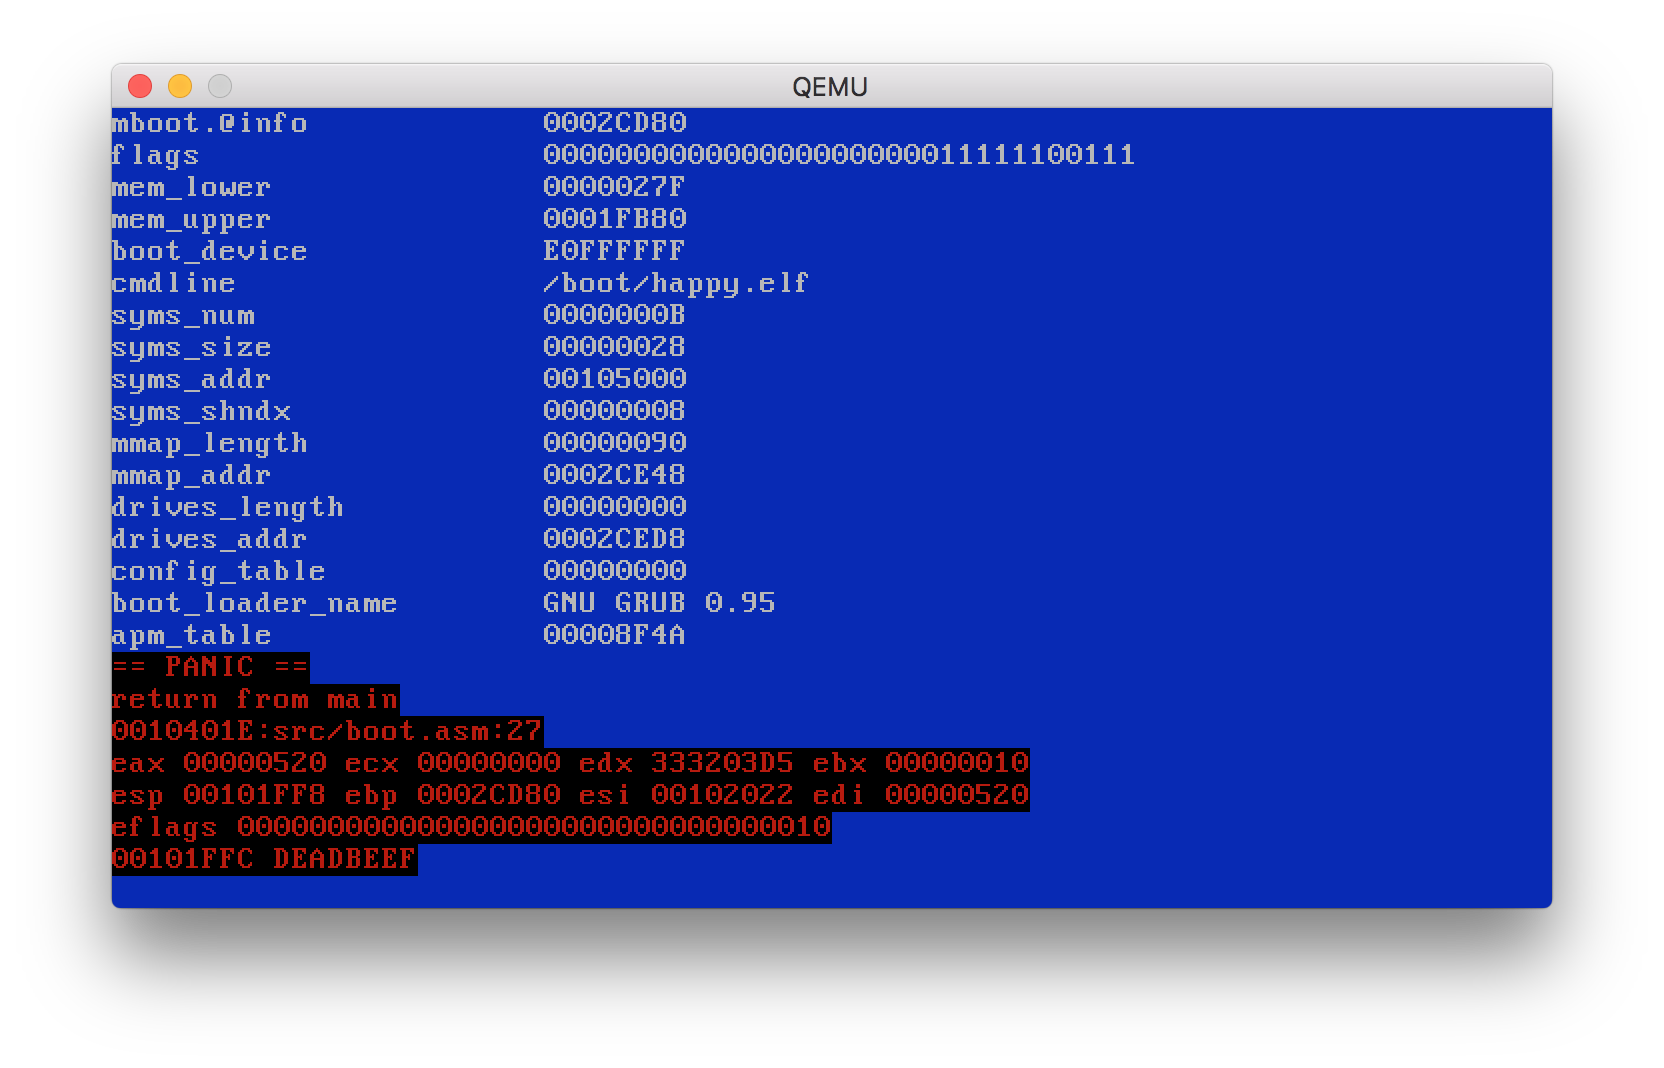 QEMU
mboot.@info 0002CD80
flags 000000000000000000000011111100111
mem_lower 0000027F
mem_upper 0001FB80
boot_device E0FFFFFF
cmdline /boot/happy.elf
syms_num 0000000B
syms_size 00000028
syms_addr 00105000
syms_shndx 00000008
mmap_length 00000090
mmap_addr 0002CE48
drives_length 00000000
drives_addr 0002CED8
config_table 00000000
boot_loader_name GNU GRUB 0.95
apm_table 00008F4A
== PANIC ==
return from main
0010401E:src/boot.asm:27
eax 00000520 ecx 00000000 edx 333203D5 ebx 00000010
esp 00101FF8 ebp 0002CD80 esi 00102022 edi 00000520
eflags 000000000000000000000000000000010
00101FFC DEADBEEF